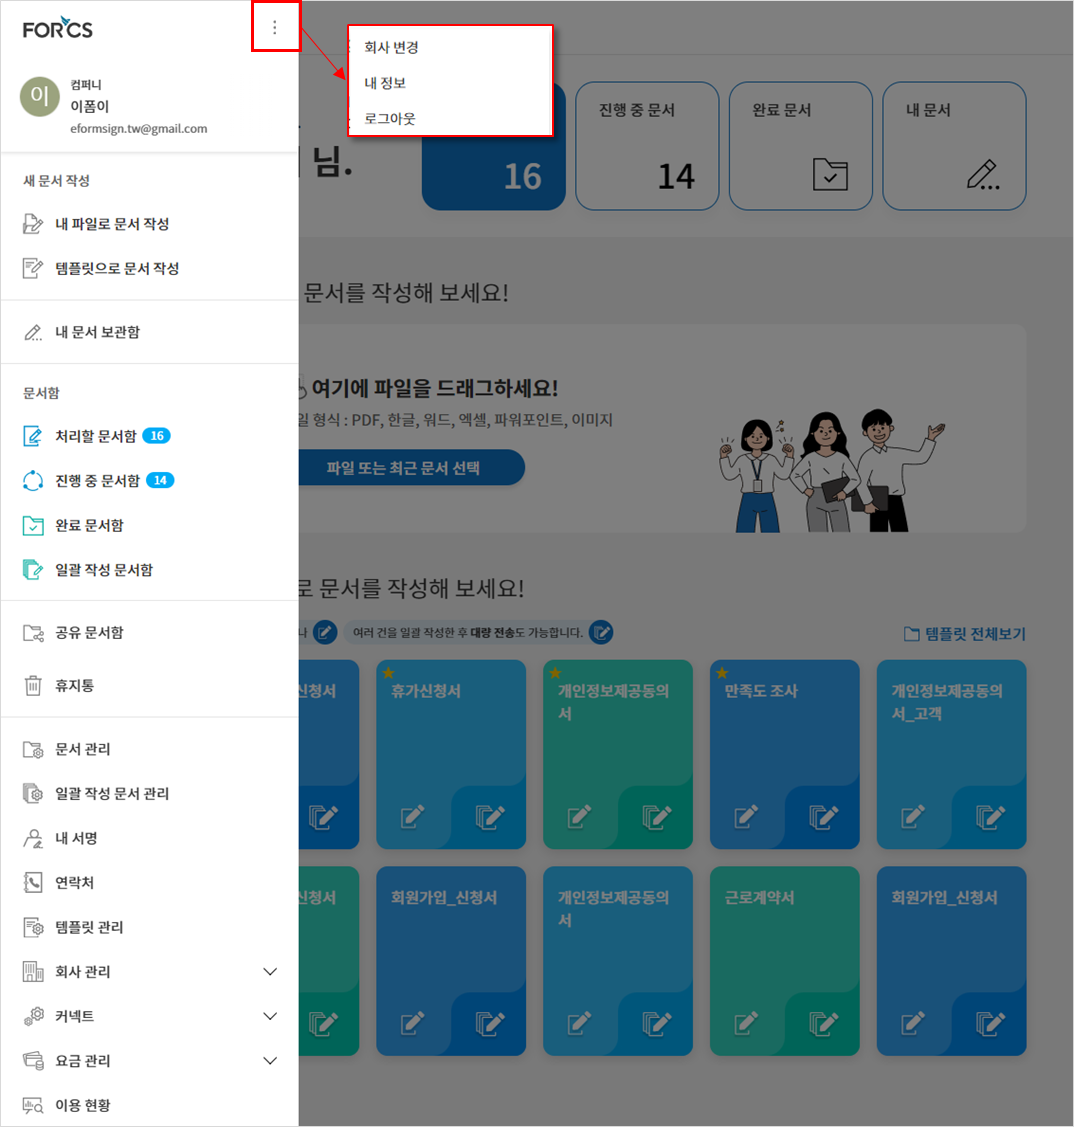 FORCS
회사 변경
내 정보
로그아웃
이
컴퍼니
이폼이
eformsign.tw@gmail.com
님.
16
진행 중 문서
14
완료 문서
내 문서
새 문서 작성
내 파일로 문서 작성
템플릿으로 문서 작성
내 문서 보관함
문서함
처리할 문서함 16
진행 중 문서함 14
완료 문서함
일괄 작성 문서함
공유 문서함
휴지통
문서 관리
일괄 작성 문서 관리
내 서명
연락처
템플릿 관리
회사 관리
커넥트
요금 관리
이용 현황
문서를 작성해 보세요!
여기에 파일을 드래그하세요!
일 형식 : PDF, 한글, 워드, 엑셀, 파워포인트, 이미지
파일 또는 최근 문서 선택
로 문서를 작성해 보세요!
나
여러 건을 일괄 작성한 후 대량 전송도 가능합니다.
템플릿 전체보기
신청서
휴가신청서
개인정보제공동의
서
만족도 조사
개인정보제공동의
서_고객
신청서
회원가입_신청서
개인정보제공동의
서
근로계약서
회원가입_신청서